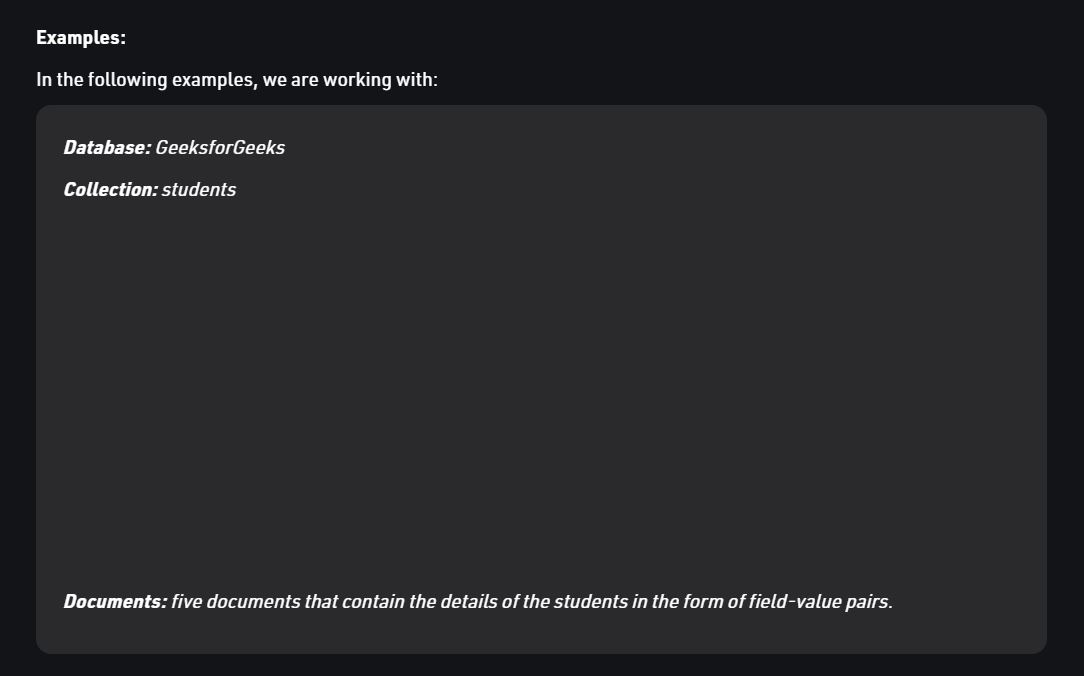 Examples:
In the following examples, we are working with:
Database: GeeksforGeeks
Collection: students
Documents: five documents that contain the details of the students in the form of field-value pairs.